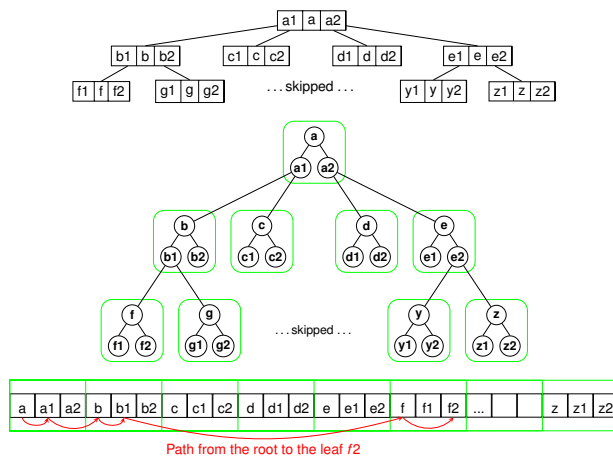 a1 a a2
b1 b b2 c1 c c2 d1 d d2 e1 e e2
f1 f f2 g1 g g2 ...skipped... y1 y y2 z1 z z2
a
a1 a2
b c d e
b1 b2 c1 c2 d1 d2 e1 e2
f g y z
f1 f2 g1 g2 ...skipped... y1 y2 z1 z2
a a1 a2 b b1 b2 c c1 c2 d d1 d2 e e1 e2 f f1 f2 ... z z1 z2
Path from the root to the leaf f2